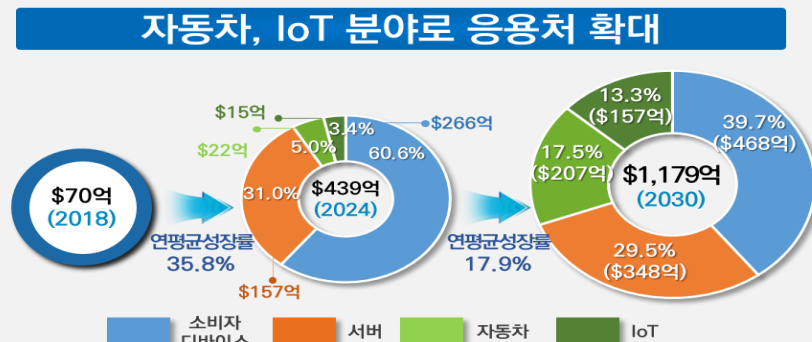 자동차, IoT 분야로 응용처 확대
$70억
(2018)
연평균성장률
35.8%
$15억
$22억
3.4%
5.0%
$266억
60.6%
31.0%
$439억
(2024)
$157억
연평균성장률
17.9%
13.3%
($157억)
39.7%
($468억)
17.5%
($207억)
$1,179억
(2030)
29.5%
($348억)
소비자
디바이스
서버
자동차
IoT